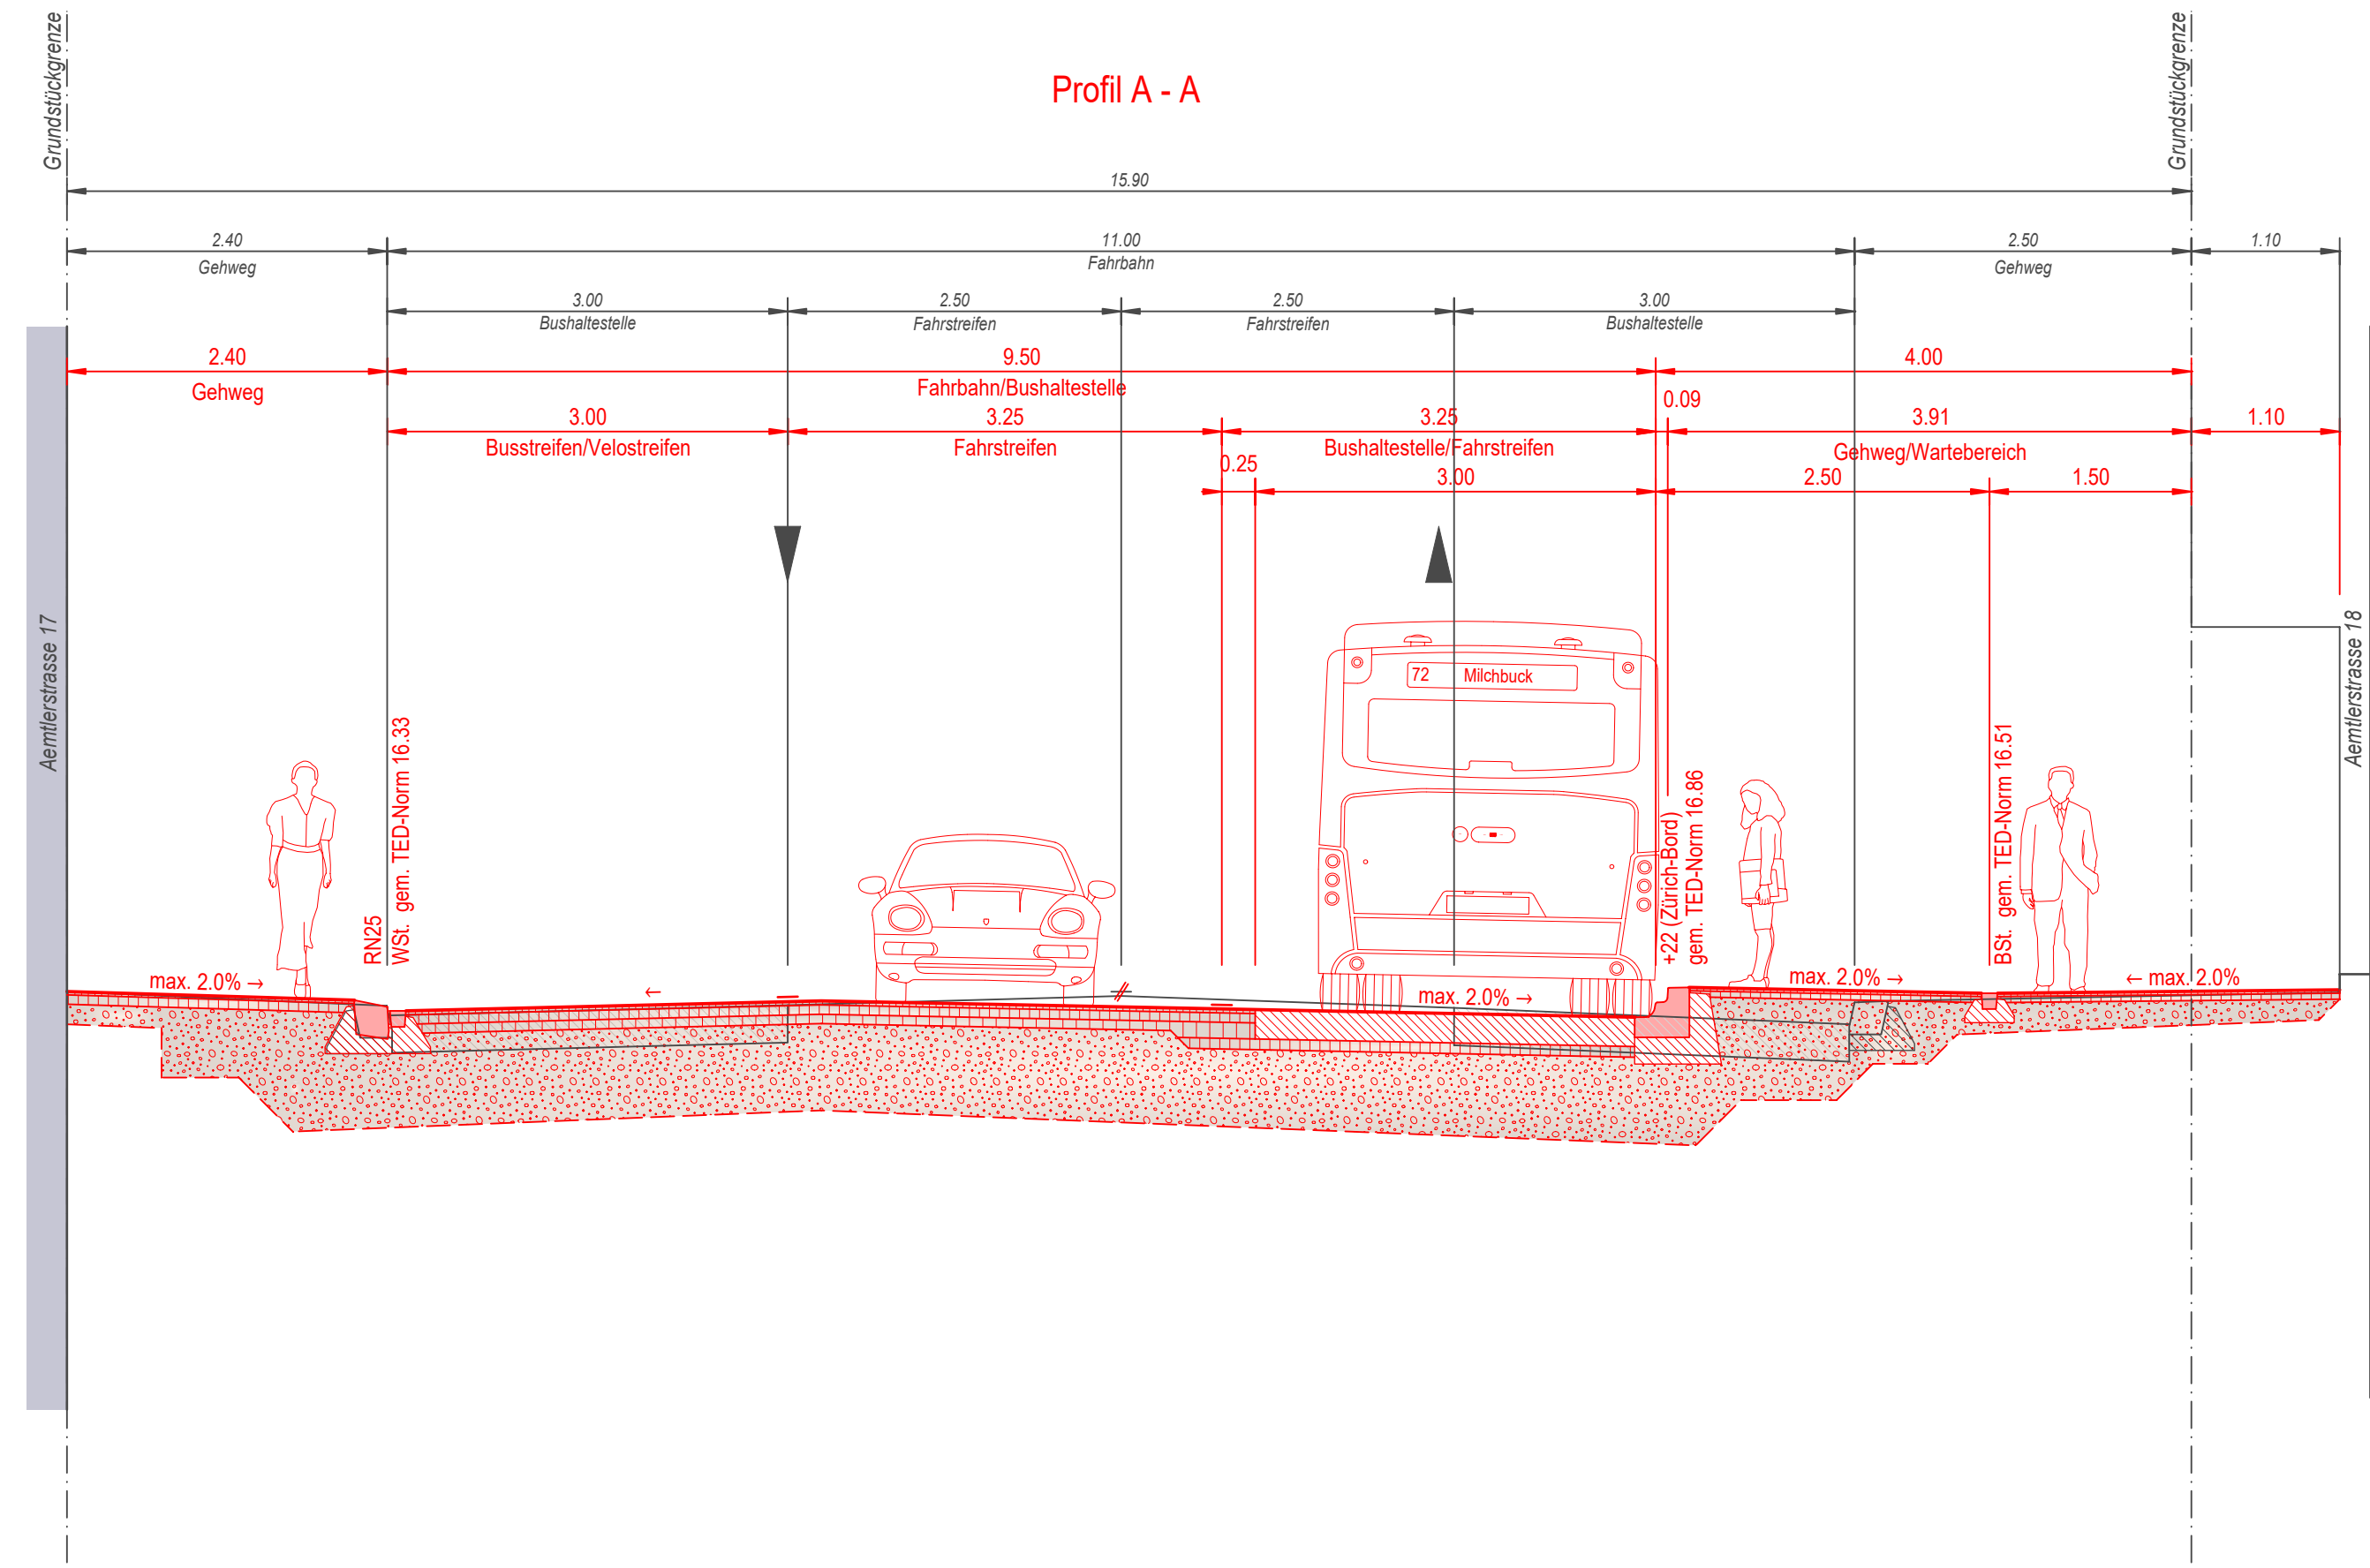 Grundstückgrenze
Grundstückgrenze
Profil A - A
15.90
2.40
11.00
2.50
1.10
Gehweg
Fahrbahn
Gehweg
3.00
2.50
2.50
3.00
Bushaltestelle
Fahrstreifen
Fahrstreifen
Bushaltestelle
2.40
9.50
4.00
Gehweg
Fahrbahn/Bushaltestelle
0.09
3.00
3.25
3.25
3.91
1.10
Busstreifen/Velostreifen
Fahrstreifen
Bushaltestelle/Fahrstreifen
Gehweg/Wartebereich
0.25
3.00
2.50
1.50
Aemtlerstrasse 17
Aemtlerstrasse 18
72 Milchbuck
RN25
WSt. gem. TED-Norm 16.33
+22 (Zürich-Bord)
gem. TED-Norm 16.86
BSt. gem. TED-Norm 16.51
max. 2.0% →
←
max. 2.0% →
max. 2.0% →
← max. 2.0%